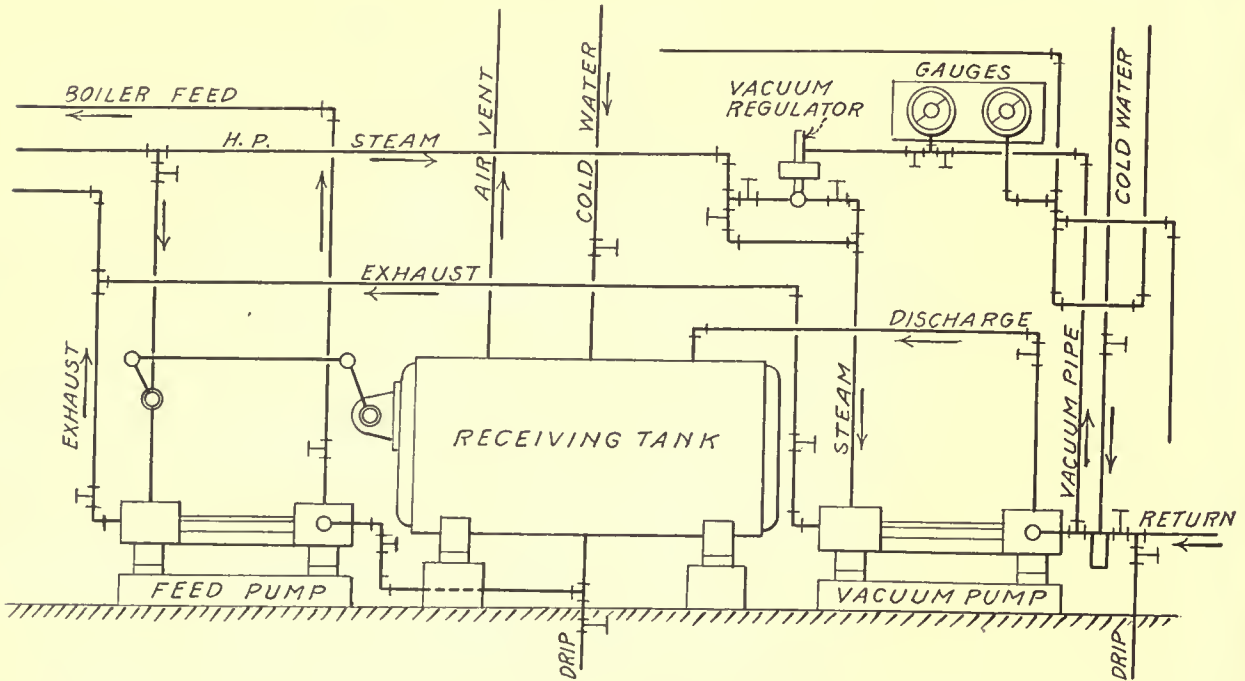 BOILER FEED
H. P. STEAM
AIR VENT
COLD WATER
VACUUM
REGULATOR
GAUGES
COLD WATER
EXHAUST
EXHAUST
DISCHARGE
STEAM
VACUUM PIPE
RECEIVING TANK
RETURN
FEED PUMP
VACUUM PUMP
DRIP
DRIP